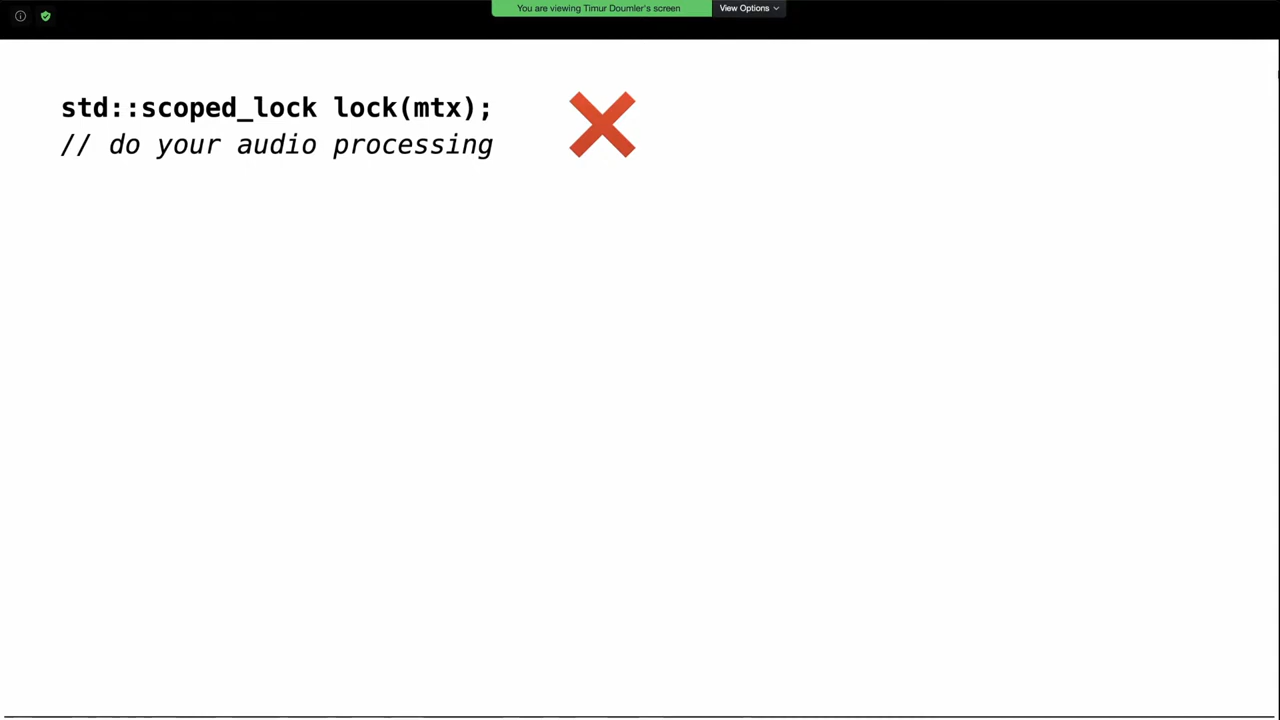 You are viewing Timur Doumler's screen
View Options
std::scoped_lock lock(mtx);
// do your audio processing